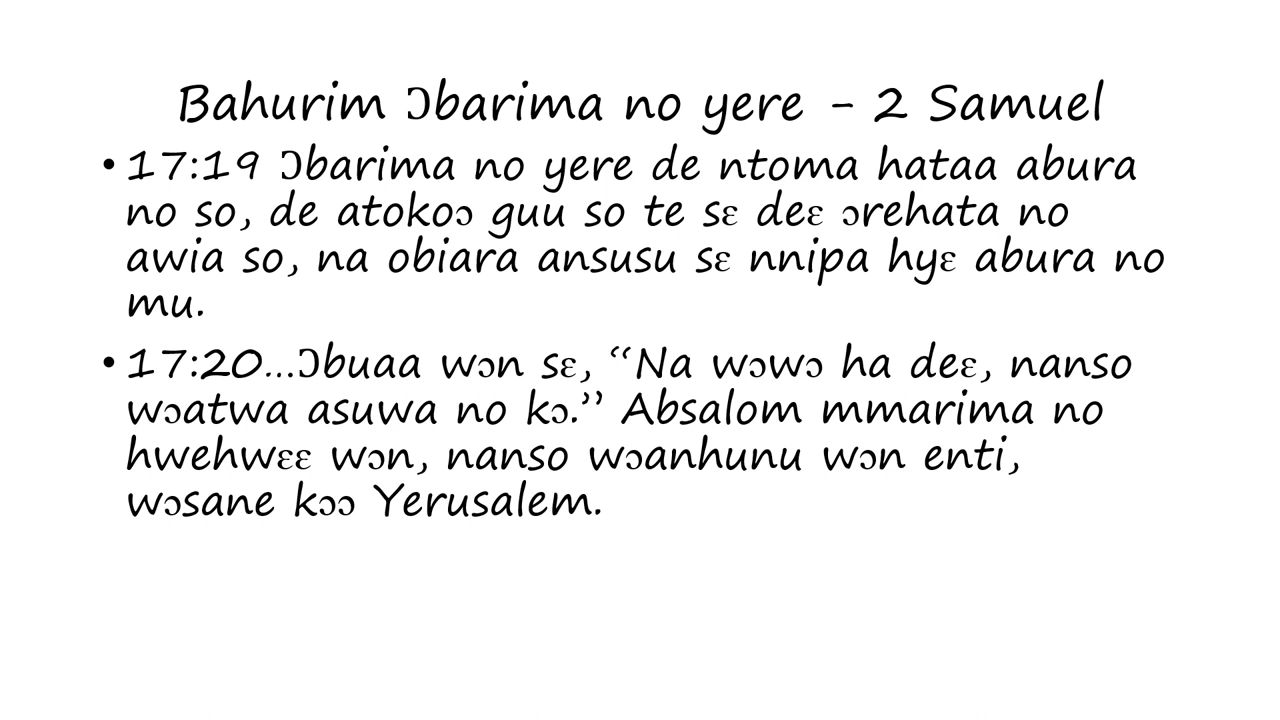 Bahurim Ɔbarima no yere - 2 Samuel
• 17:19 Ɔbarima no yere de ntoma hataa abura
no so, de atokoɔ guu so te sɛ deɛ ɔrehata no
awia so, na obiara ansusu sɛ nnipa hyɛ abura no
mu.
• 17:20…Ɔbuaa wɔn sɛ, “Na wɔwɔ ha deɛ, nanso
wɔatwa asuwa no kɔ.” Absalom mmarima no
hwehwɛɛ wɔn, nanso wɔanhunu wɔn enti,
wɔsane kɔɔ Yerusalem.